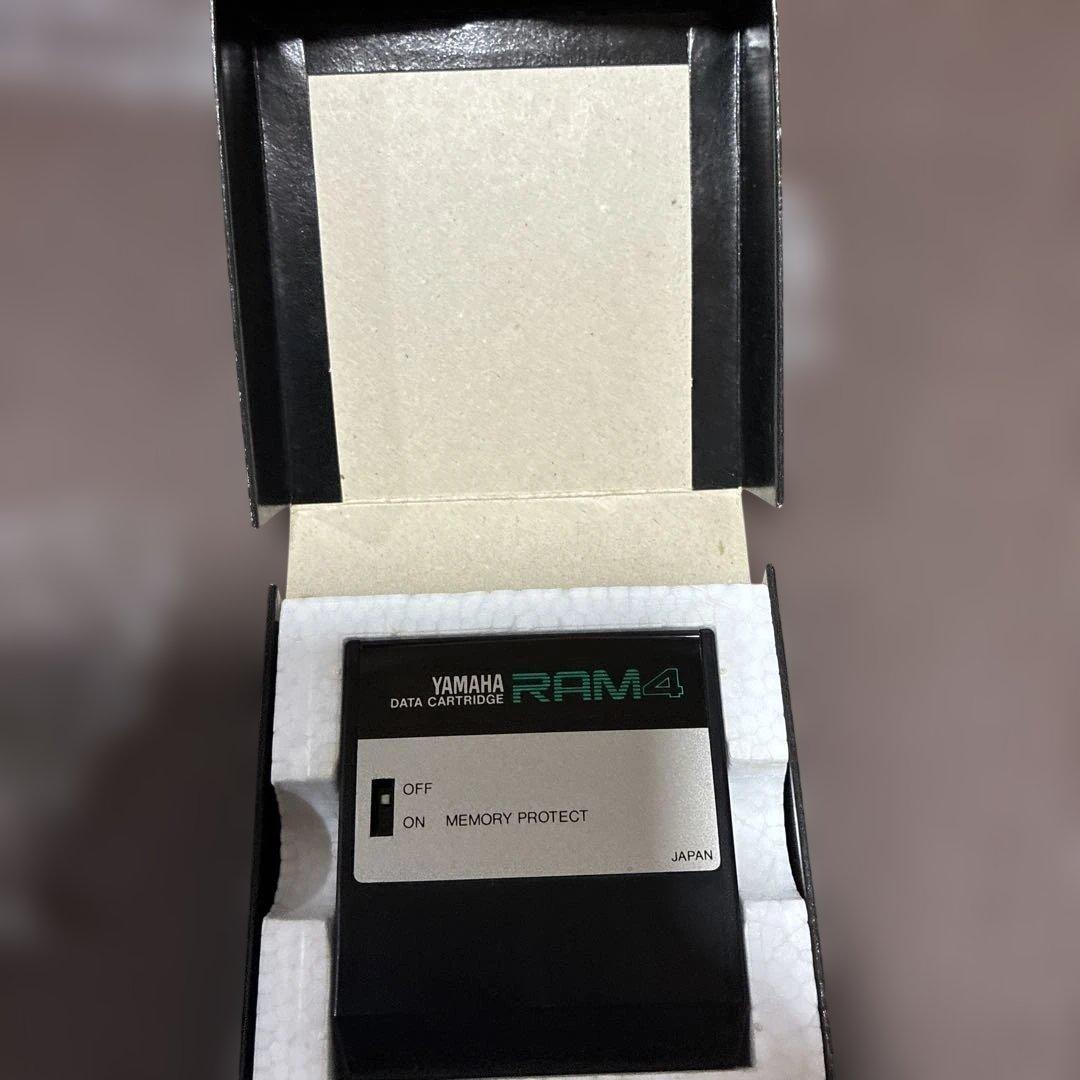 YAMAHA RAM4
DATA CARTRIDGE
OFF
ON MEMORY PROTECT
JAPAN